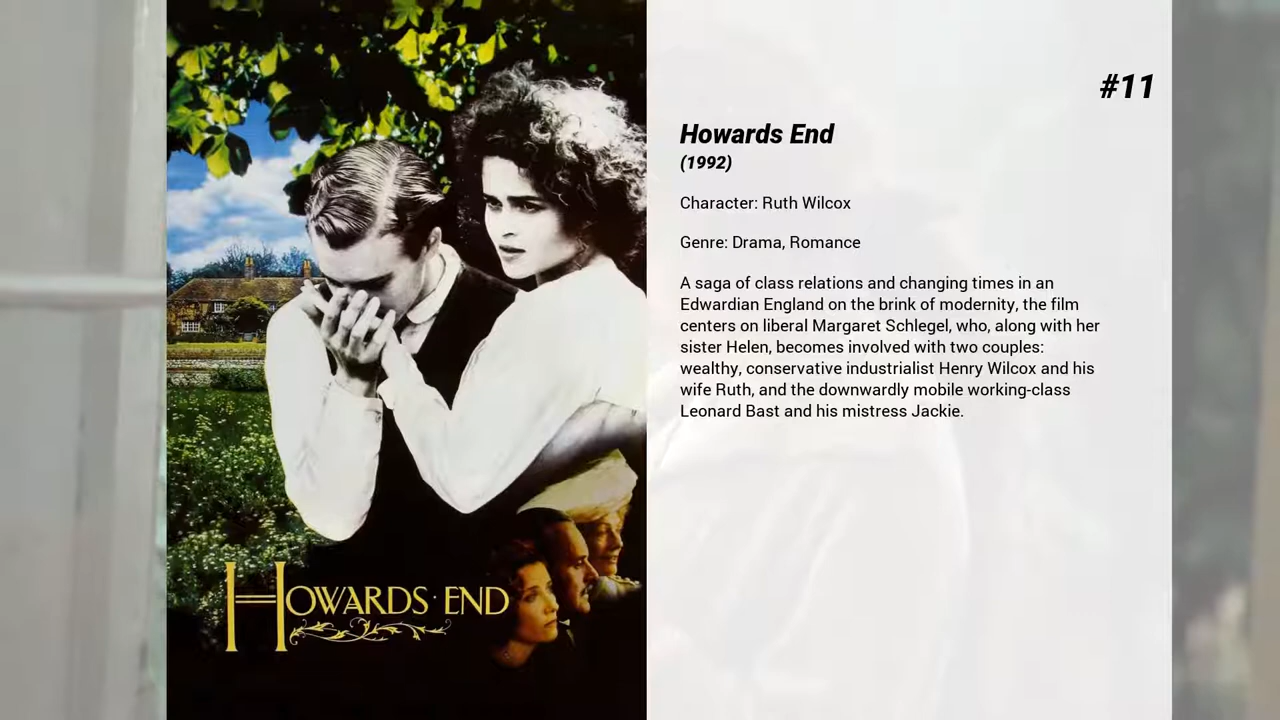 #11
Howards End
(1992)
Character: Ruth Wilcox
Genre: Drama, Romance
A saga of class relations and changing times in an
Edwardian England on the brink of modernity, the film
centers on liberal Margaret Schlegel, who, along with her
sister Helen, becomes involved with two couples:
wealthy, conservative industrialist Henry Wilcox and his
wife Ruth, and the downwardly mobile working-class
Leonard Bast and his mistress Jackie.
HOWARDS·END